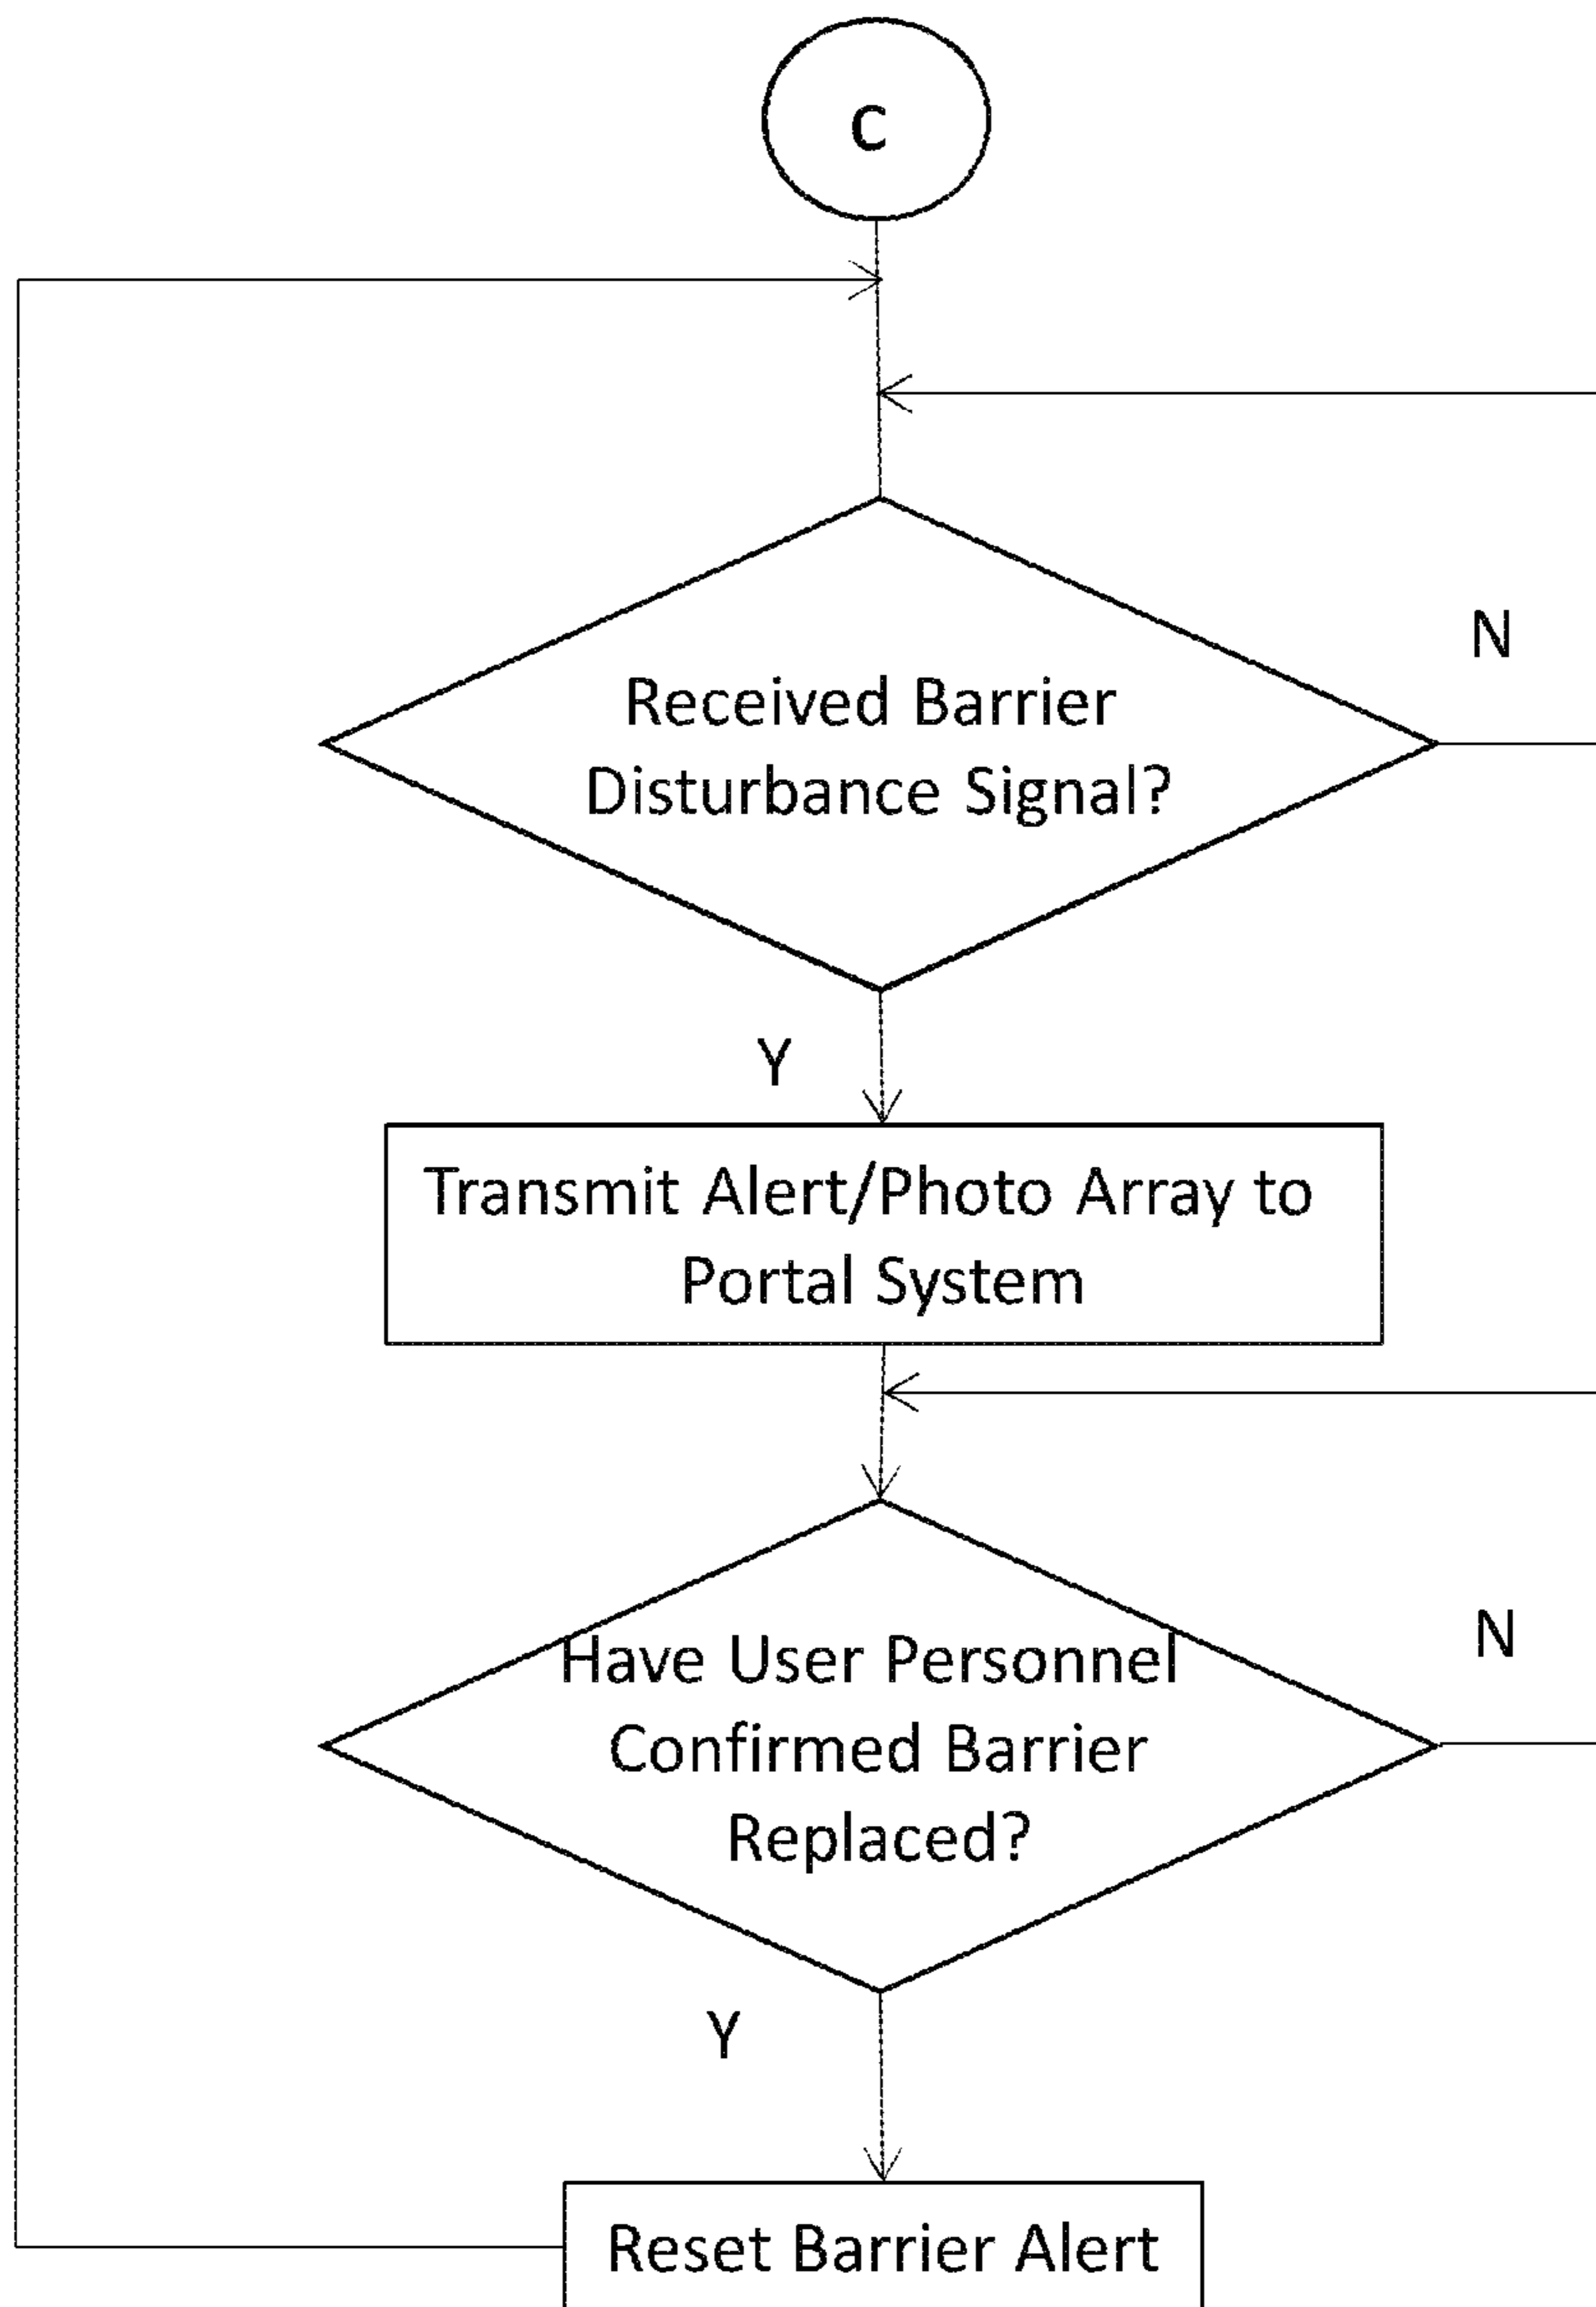 C
N
Received Barrier
Disturbance Signal?
Y
Transmit Alert/Photo Array to
Portal System
N
Have User Personnel
Confirmed Barrier
Replaced?
Y
Reset Barrier Alert